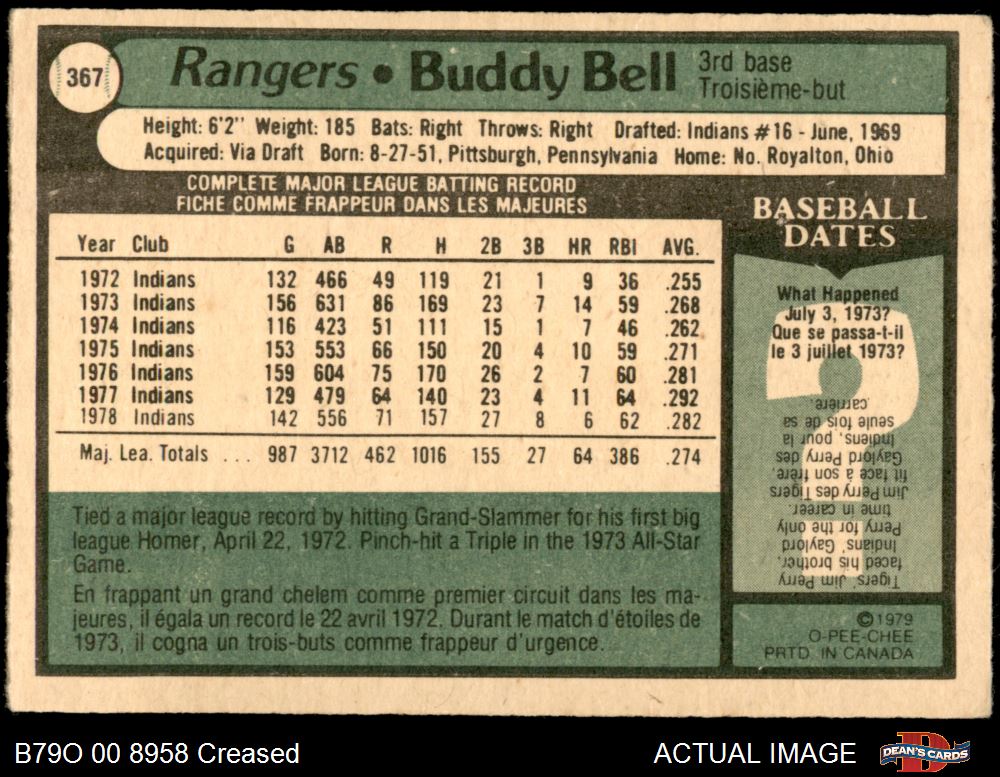 367
Rangers • Buddy Bell
3rd base
Troisième-but
Height: 6'2" Weight: 185 Bats: Right Throws: Right Drafted: Indians #16 - June, 1969
Acquired: Via Draft Born: 8-27-51, Pittsburgh, Pennsylvania Home: No. Royalton, Ohio
COMPLETE MAJOR LEAGUE BATTING RECORD
FICHE COMME FRAPPEUR DANS LES MAJEURES
Year Club G AB R H 2B 3B HR RBI AVG.
1972 Indians 132 466 49 119 21 1 9 36 .255
1973 Indians 156 631 86 169 23 7 14 59 .268
1974 Indians 116 423 51 111 15 1 7 46 .262
1975 Indians 153 553 66 150 20 4 10 59 .271
1976 Indians 159 604 75 170 26 2 7 60 .281
1977 Indians 129 479 64 140 23 4 11 64 .292
1978 Indians 142 556 71 157 27 8 6 62 .282
Maj. Lea. Totals ... 987 3712 462 1016 155 27 64 386 .274
Tied a major league record by hitting Grand-Slammer for his first big
league Homer, April 22, 1972. Pinch-hit a Triple in the 1973 All-Star
Game.
En frappant un grand chelem comme premier circuit dans les ma-
jeures, il égala un record le 22 avril 1972. Durant le match d'étoiles de
1973, il cogna un trois-buts comme frappeur d'urgence.
BASEBALL
DATES
What Happened
July 3, 1973?
Que se passa-t-il
le 3 juillet 1973?
Tigers' Jim Perry
faced his brother,
Indians' Gaylord
Perry for the only
time in career.
Jim Perry des Tigers
fit face à son frère,
Gaylord Perry des
Indiens, pour la
seule fois de sa
carrière.
©1979
O-PEE-CHEE
PRTD IN CANADA
B79O 00 8958 Creased
ACTUAL IMAGE
DEAN'S CARDS